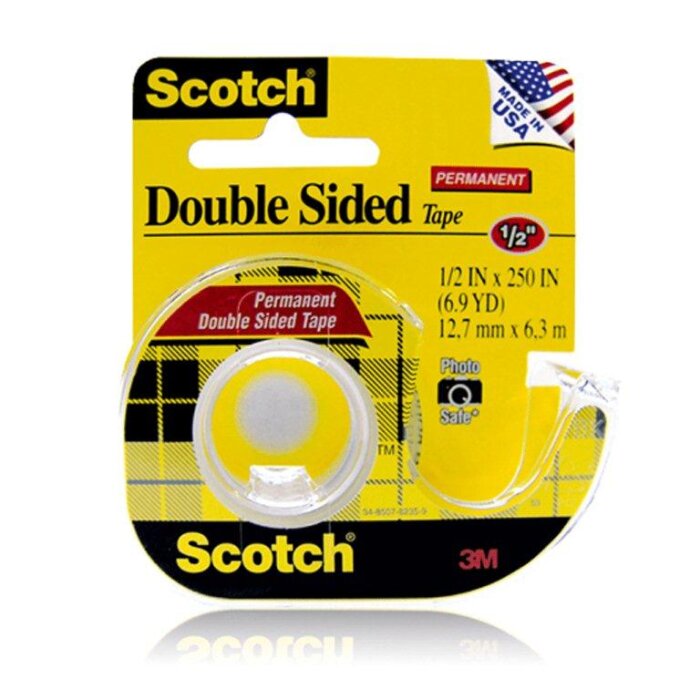 Scotch®
MADE IN
USA
PERMANENT
Double Sided Tape
1/2"
1/2 IN x 250 IN
(6.9 YD)
12,7 mm x 6,3 m
Permanent
Double Sided Tape
Photo
Safe*
TM
Scotch®
3M